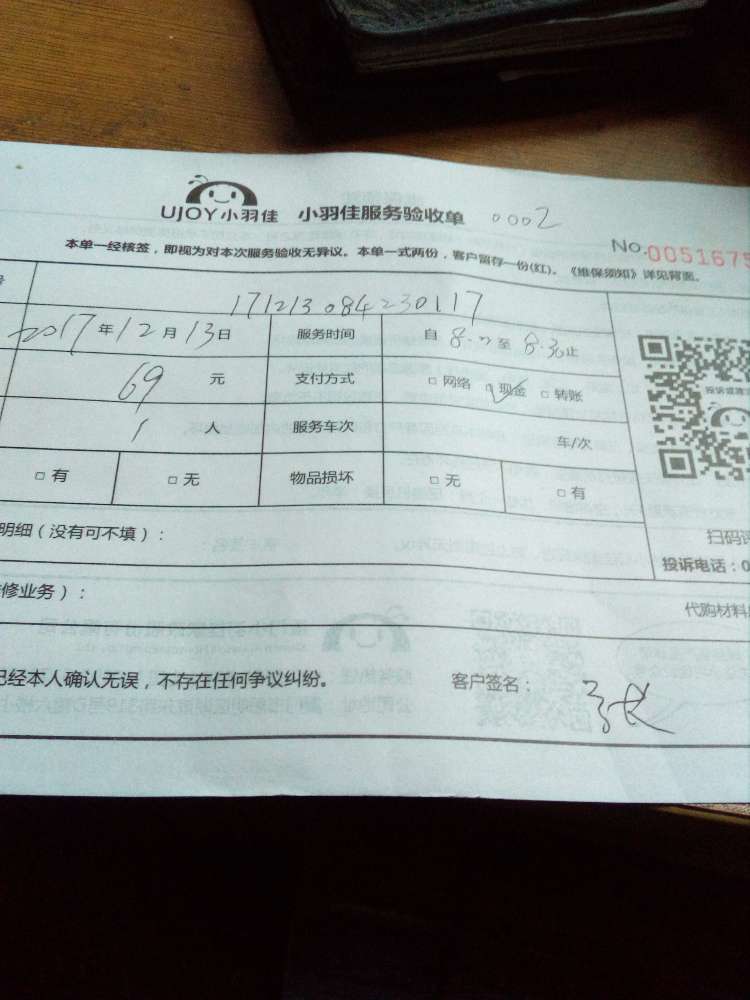 UJOY小羽佳 小羽佳服务验收单 0002
No.0051675
本单一经核签，即视为对本次服务验收无异议。本单一式两份，客户留存一份(红)。《维保须知》详见背面。
号 17121308423017
2017年12月13日 服务时间 自 8:00 至 8:30止
69 元 支付方式 □ 网络 ☑ 现金 □ 转账
1 人 服务车次 车/次
□ 有 □ 无 物品损坏 □ 无 □ 有
明细（没有可不填）：
扫码评
投诉电话：0
修业务）： 代购材料
已经本人确认无误，不存在任何争议纠纷。 客户签名：